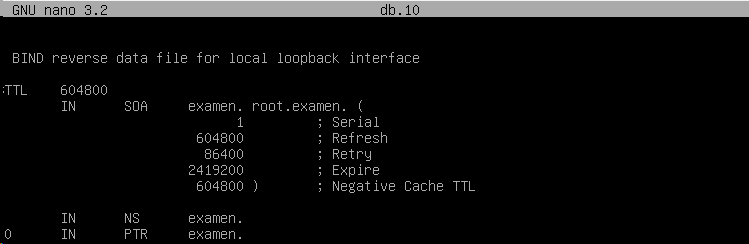 GNU nano 3.2 db.10
BIND reverse data file for local loopback interface
TTL 604800
IN SOA examen. root.examen. (
1 ; Serial
604800 ; Refresh
86400 ; Retry
2419200 ; Expire
604800 ) ; Negative Cache TTL
IN NS examen.
0 IN PTR examen.